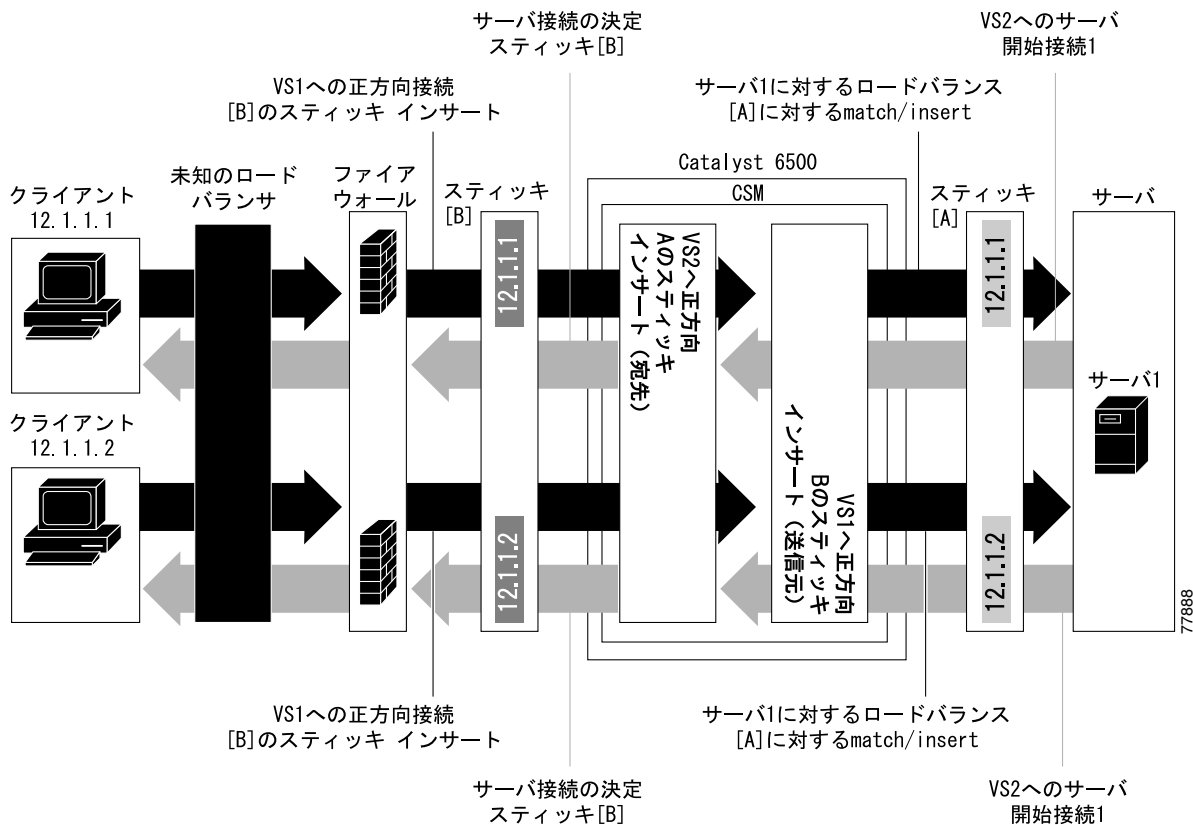 サーバ接続の決定
スティッキ[B]
VS2へのサーバ
開始接続1
VS1への正方向接続
[B]のスティッキ インサート
サーバ1に対するロードバランス
[A]に対するmatch/insert
Catalyst 6500
CSM
クライアント
12.1.1.1
未知のロード
バランサ
ファイア
ウォール
スティッキ
[B]
スティッキ
[A]
サーバ
12.1.1.1
VS2へ正方向
Aのスティッキ
インサート（宛先）
12.1.1.1
サーバ1
クライアント
12.1.1.2
12.1.1.2
VS1へ正方向
Bのスティッキ
インサート（送信元）
12.1.1.2
77888
VS1への正方向接続
[B]のスティッキ インサート
サーバ1に対するロードバランス
[A]に対するmatch/insert
サーバ接続の決定
スティッキ[B]
VS2へのサーバ
開始接続1